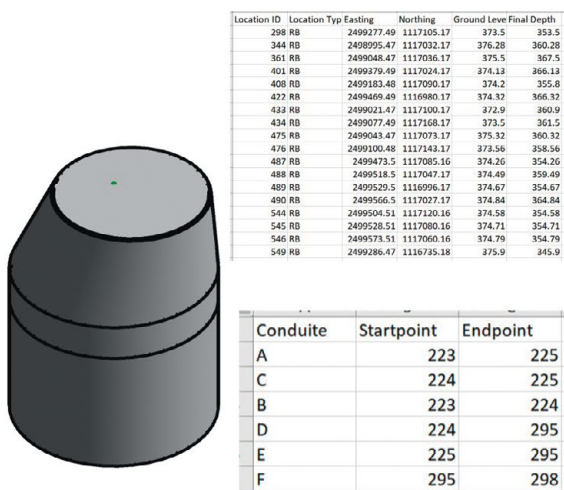 Location ID Location Typ Easting Northing Ground Leve Final Depth
298 RB 2499277.49 1117105.17 373.5 353.5
344 RB 2498995.47 1117032.17 376.28 360.28
361 RB 2499048.47 1117036.17 375.5 367.5
401 RB 2499379.49 1117024.17 374.13 366.13
408 RB 2499183.48 1117090.17 374.2 355.8
422 RB 2499469.49 1116980.17 374.32 366.32
433 RB 2499021.47 1117100.17 372.9 360.9
434 RB 2499077.49 1117168.17 373.5 361.5
475 RB 2499043.47 1117073.17 375.32 360.32
476 RB 2499100.48 1117143.17 373.56 358.56
487 RB 2499473.5 1117085.16 374.26 354.26
488 RB 2499518.5 1117047.17 374.49 359.49
489 RB 2499529.5 1116996.17 374.67 354.67
490 RB 2499566.5 1117027.17 374.84 364.84
544 RB 2499504.51 1117120.16 374.58 354.58
545 RB 2499528.51 1117080.16 374.71 354.71
546 RB 2499573.51 1117060.16 374.79 354.79
549 RB 2499286.47 1116735.18 375.9 345.9
Conduite Startpoint Endpoint
A 223 225
C 224 225
B 223 224
D 224 295
E 225 295
F 295 298